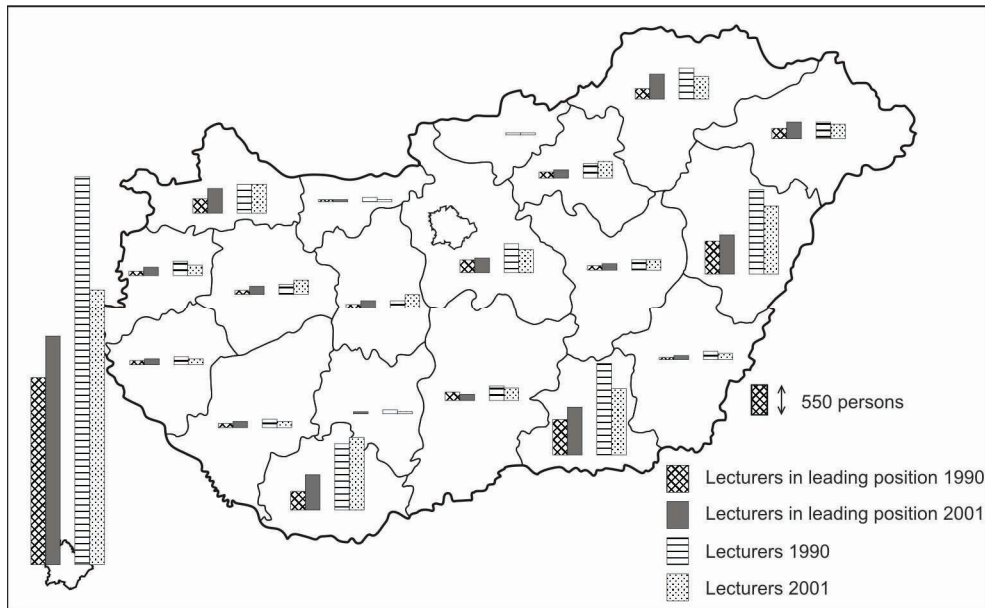 550 persons
Lecturers in leading position 1990
Lecturers in leading position 2001
Lecturers 1990
Lecturers 2001